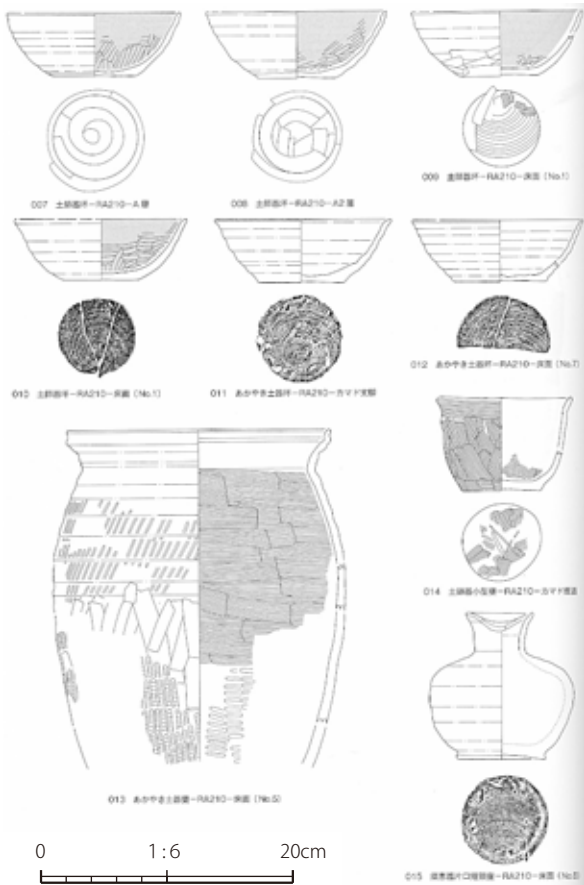 007 土師器坏-RA210-A層
008 土師器坏-RA210-A2層
009 土師器坏-RA210-床面 (No.1)
010 土師器坏-RA210-床面 (No.1)
011 あかやき土器坏-RA210-カマド支脚
012 あかやき土器坏-RA210-床面 (No.7)
013 あかやき土器甕-RA210-床面 (No.5)
014 土師器小型甕-RA210-カマド
015 須恵器片口短頸壺-RA210-床面
0 1:6 20cm